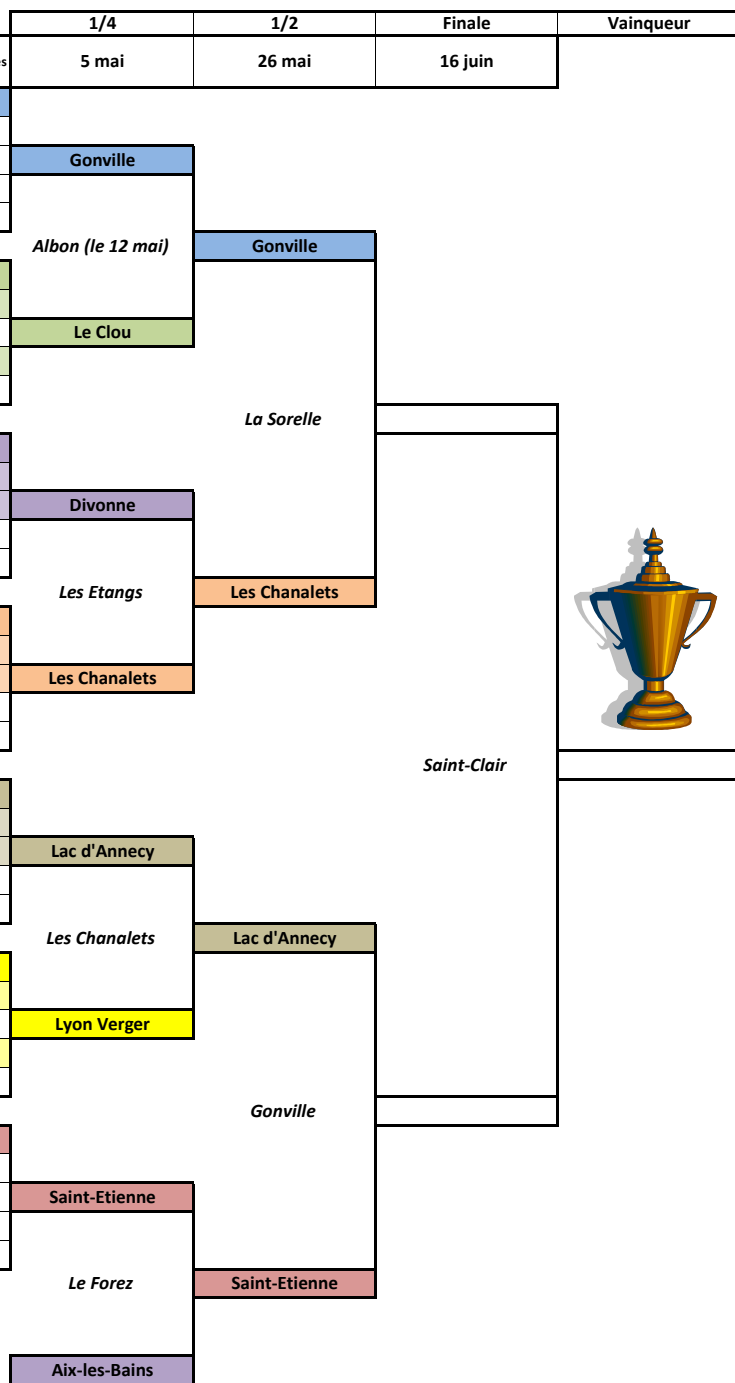 1/4 1/2 Finale Vainqueur
5 mai 26 mai 16 juin
Gonville
Albon (le 12 mai) Gonville
Le Clou
La Sorelle
Divonne
Les Etangs Les Chanalets
Les Chanalets
Saint-Clair
Lac d'Annecy
Les Chanalets Lac d'Annecy
Lyon Verger
Gonville
Saint-Etienne
Le Forez Saint-Etienne
Aix-les-Bains